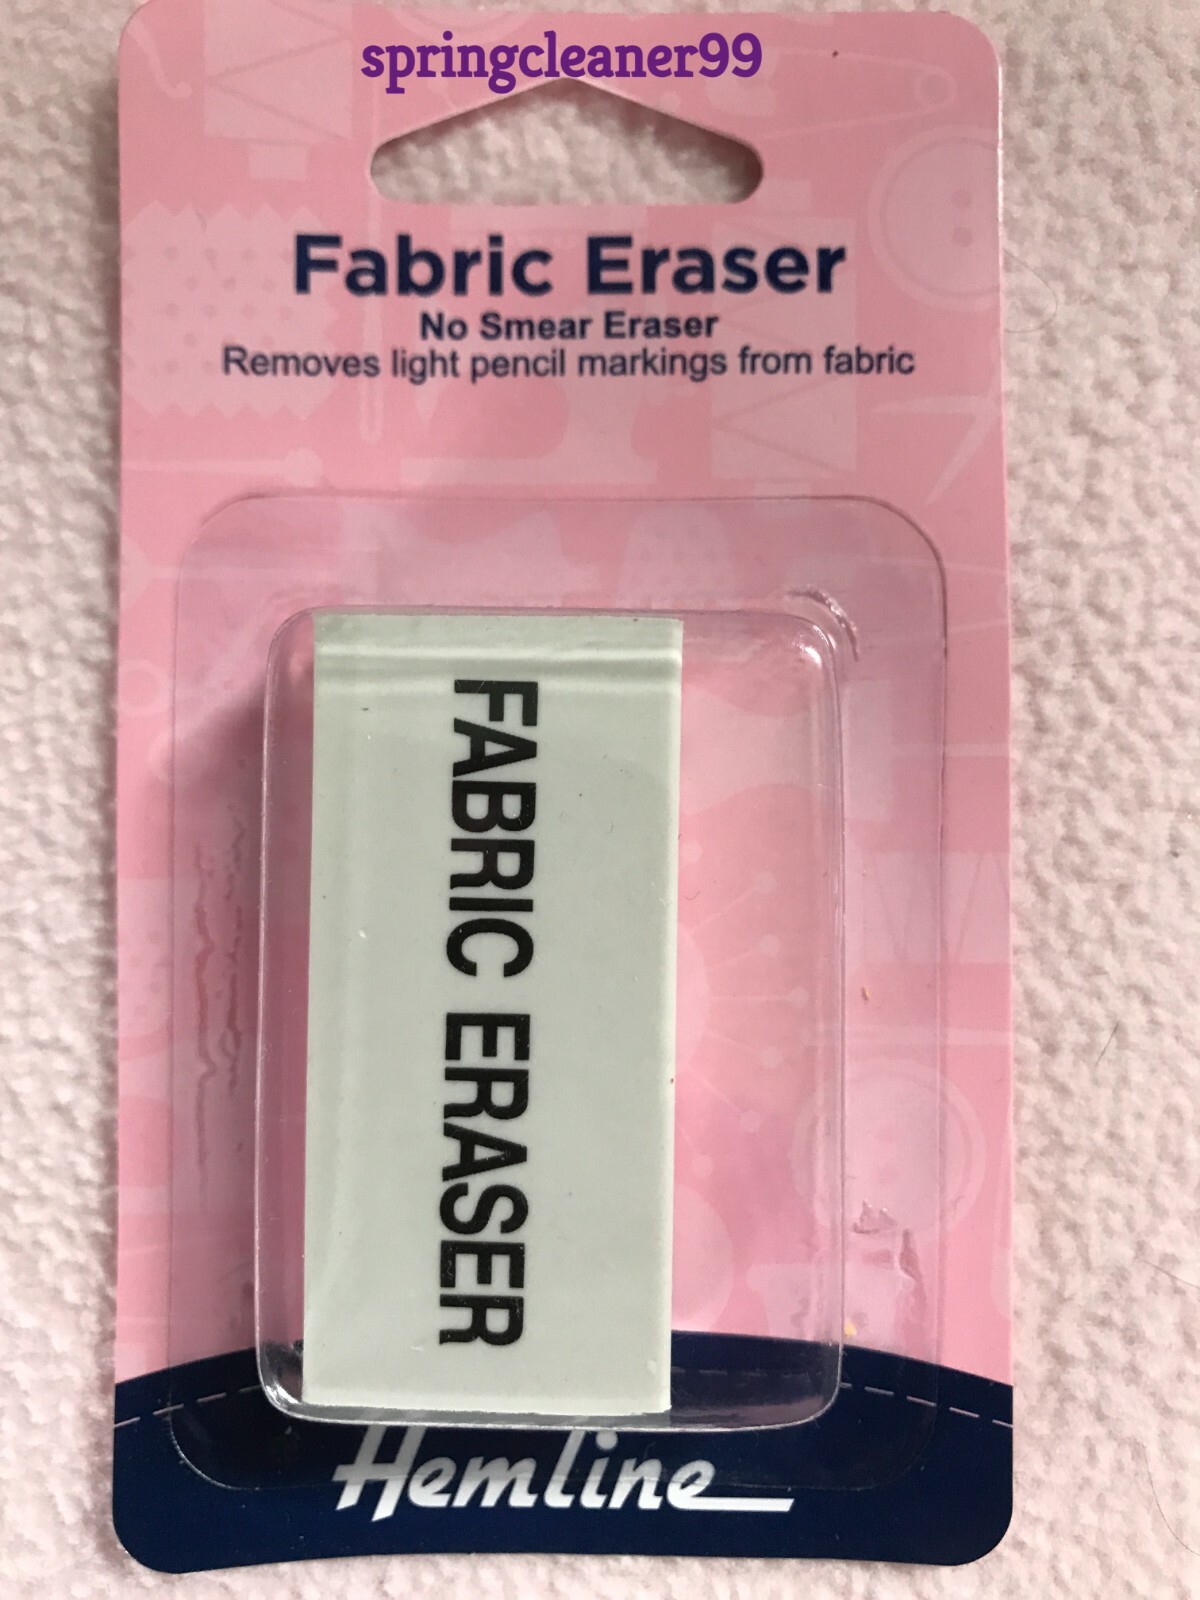 springcleaner99
Fabric Eraser
No Smear Eraser
Removes light pencil markings from fabric
FABRIC ERASER
Hemline